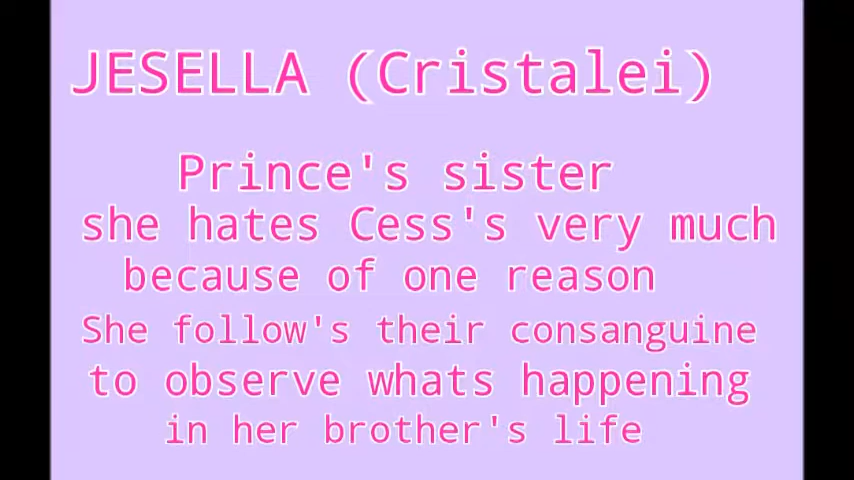 JESELLA (Cristalei)
Prince's sister
she hates Cess's very much
because of one reason
She follow's their consanguine
to observe whats happening
in her brother's life